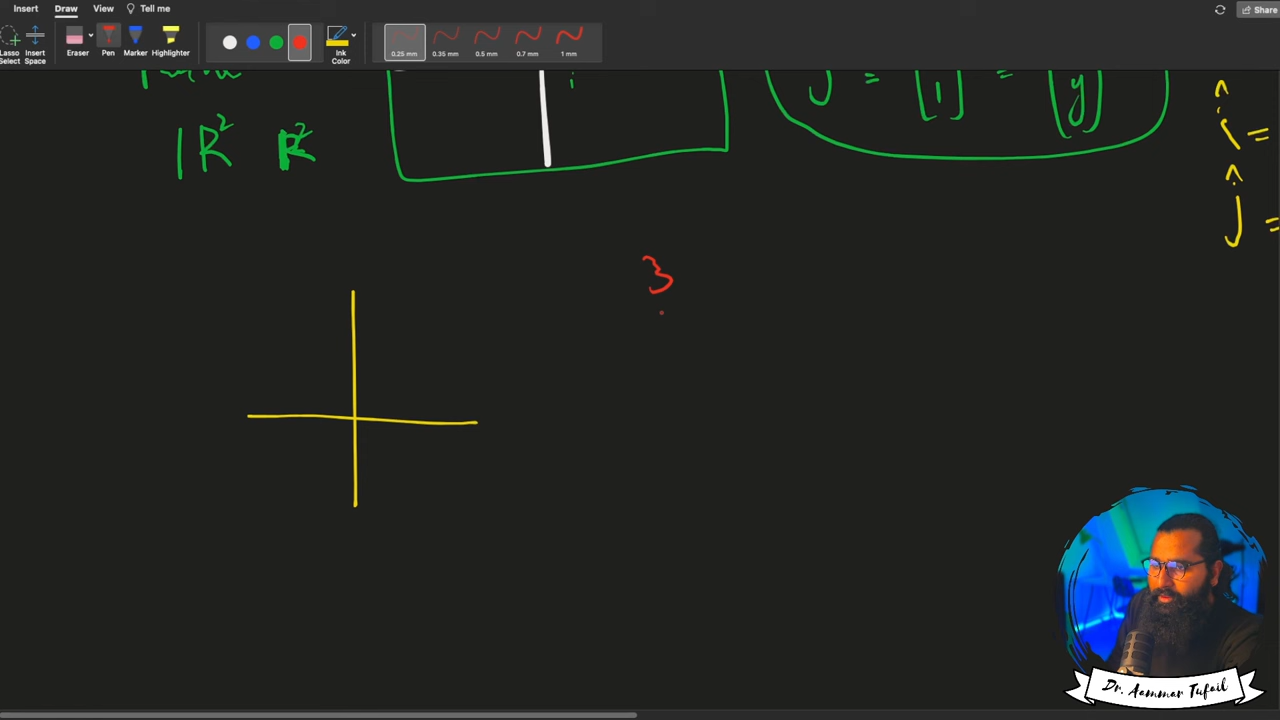 Insert Draw View Tell me
Share
Lasso Select Insert Space Eraser Pen Marker Highlighter Ink Color 0.25 mm 0.35 mm 0.5 mm 0.7 mm 1 mm
i
j = [1] = [y]
î =
ℝ² ℝ²
ĵ =
3
Dr. Aammar Tufail